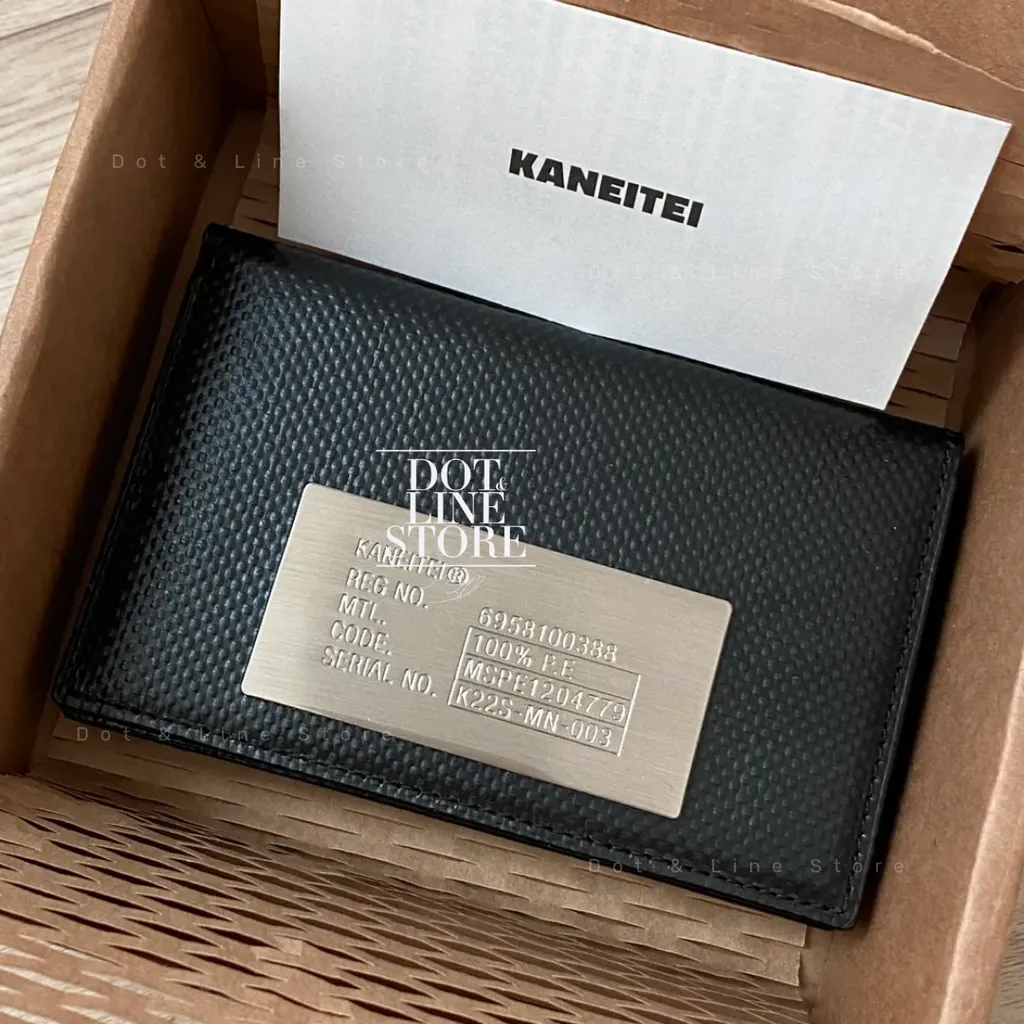 Dot & Line Store
KANEITEI
Dot & Line Store
DOT
&
LINE
STORE
KANEITEI®
REG NO. 6958100388
MTL. 100% P.E
CODE. MSPE1204779
SERIAL NO. K22S-MN-003
Dot & Line Store
Dot & Line Store